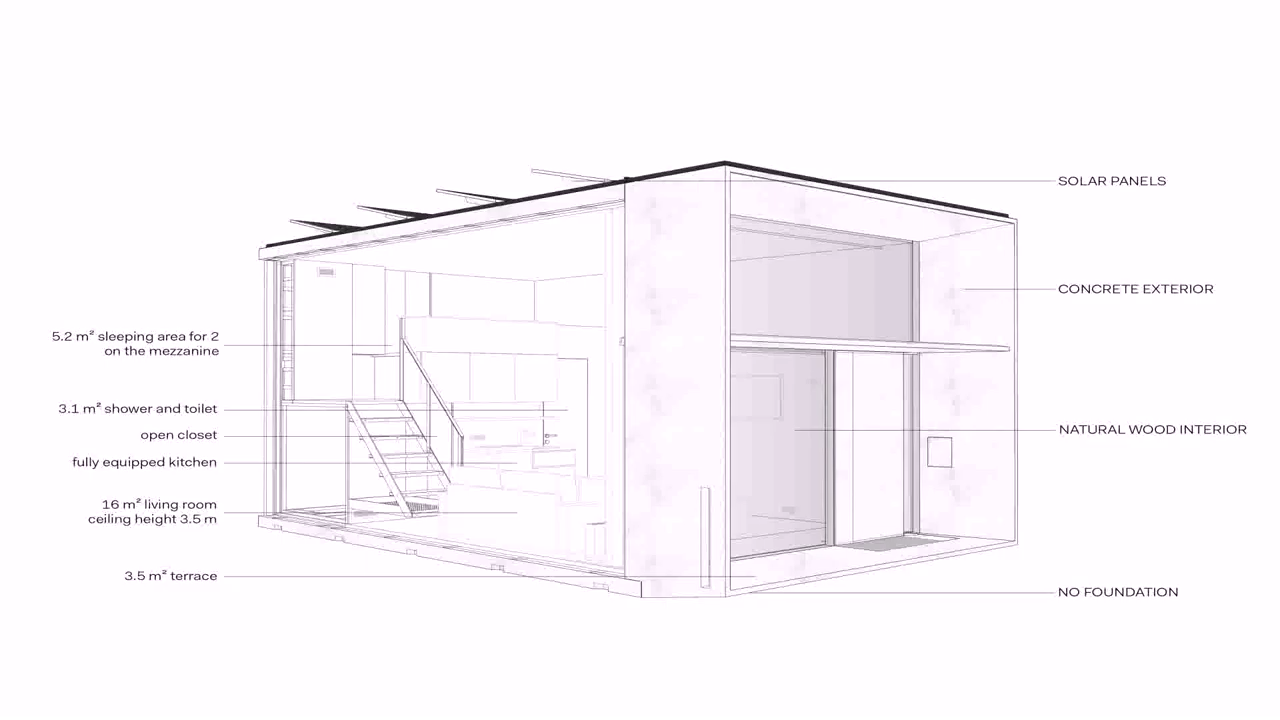 SOLAR PANELS
CONCRETE EXTERIOR
5.2 m² sleeping area for 2
on the mezzanine
3.1 m² shower and toilet
open closet
NATURAL WOOD INTERIOR
fully equipped kitchen
16 m² living room
ceiling height 3.5 m
3.5 m² terrace
NO FOUNDATION